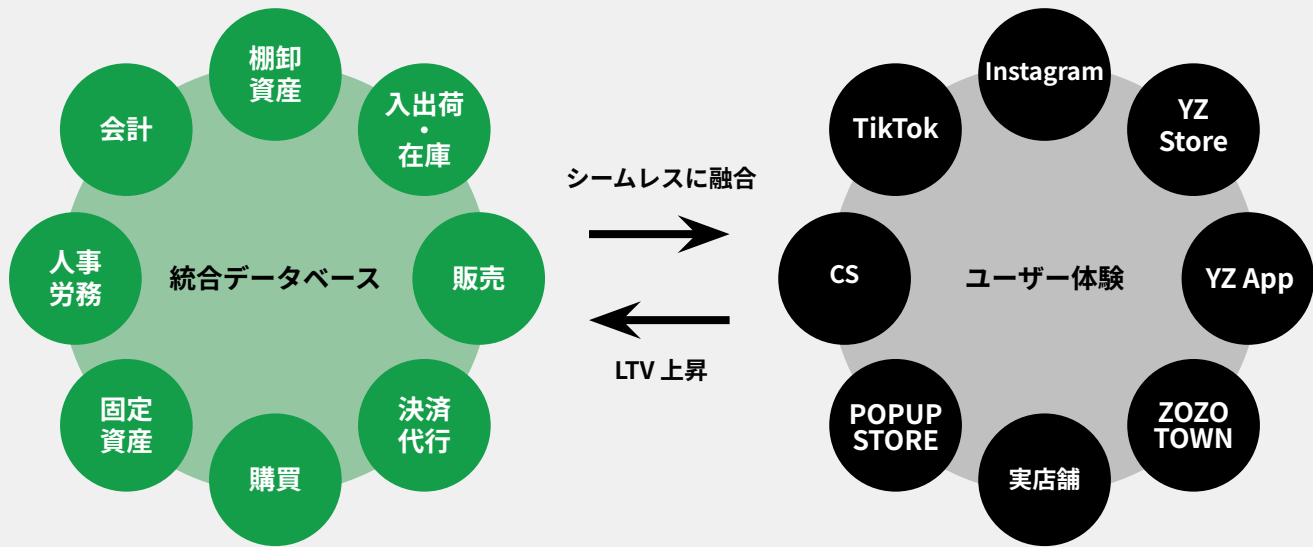 棚卸
資産
入出荷
・
在庫
販売
決済
代行
購買
固定
資産
人事
労務
会計
統合データベース
シームレスに融合
LTV 上昇
Instagram
YZ
Store
YZ App
ZOZO
TOWN
実店舗
POPUP
STORE
CS
TikTok
ユーザー体験